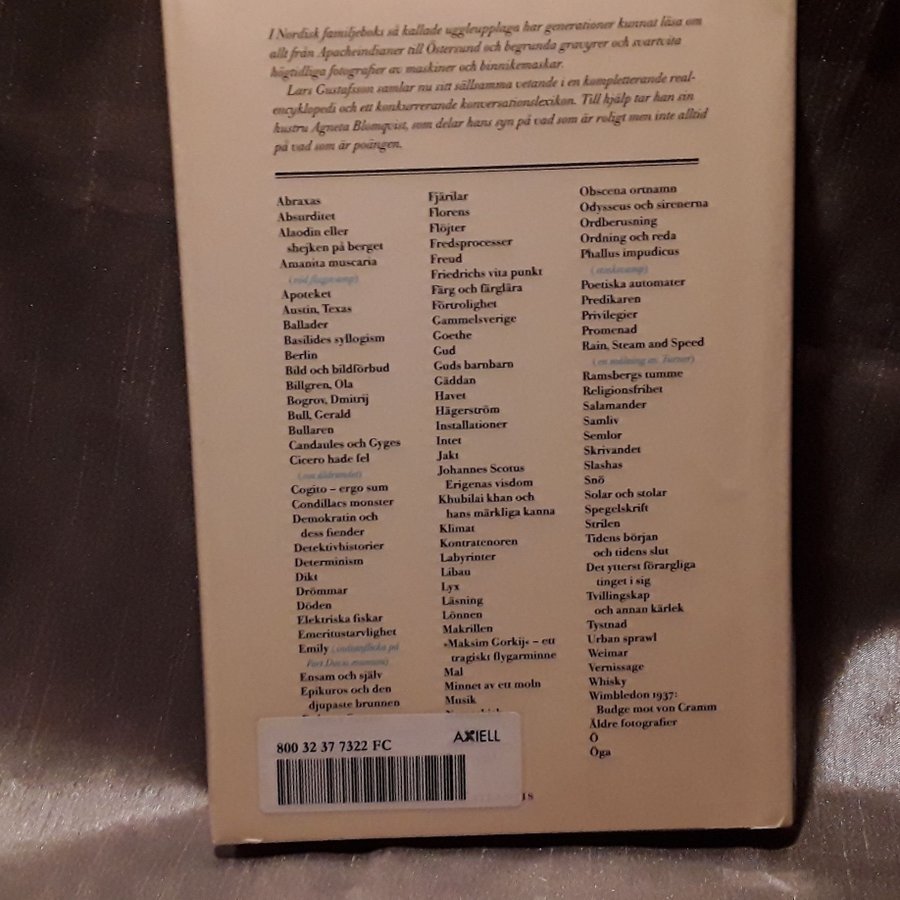 I Nordisk familjeboks så kallade uggleupplaga har generationer kunnat läsa om
allt från Apacheindianer till Östersund och begrunda gravyrer och svartvita
högtidliga fotografier av maskiner och binnikemaskar.
Lars Gustafsson samlar nu sitt sällsamma vetande i en kompletterande real-
encyklopedi och ett konkurrerande konversationslexikon. Till hjälp tar han sin
hustru Agneta Blomqvist, som delar hans syn på vad som är roligt men inte alltid
på vad som är poängen.
Abraxas
Absurditet
Alaodin eller
shejken på berget
Amanita muscaria
(röd flugsvamp)
Apoteket
Austin, Texas
Ballader
Basilides syllogism
Berlin
Bild och bildförbud
Billgren, Ola
Bogrov, Dmitrij
Bull, Gerald
Bullaren
Candaules och Gyges
Cicero hade fel
(om ålderdomen)
Cogito – ergo sum
Condillacs monster
Demokratin och
dess fiender
Detektivhistorier
Determinism
Dikt
Drömmar
Döden
Elektriska fiskar
Emeritustarvlighet
Emily
Ensam och själv
Epikuros och den
djupaste brunnen
Fjärilar
Florens
Flöjter
Fredsprocesser
Freud
Friedrichs vita punkt
Färg och färglära
Förtrolighet
Gammelsverige
Goethe
Gud
Guds barnbarn
Gäddan
Havet
Hägerström
Installationer
Intet
Jakt
Johannes Scotus
Erigenas visdom
Khubilai khan och
hans märkliga kanna
Klimat
Kontratenoren
Labyrinter
Libau
Lyx
Läsning
Lönnen
Makrillen
»Maksim Gorkij« – ett
tragiskt flygarminne
Mal
Minnet av ett moln
Musik
Obscena ortnamn
Odysseus och sirenerna
Ordberusning
Ordning och reda
Phallus impudicus
(stinksvamp)
Poetiska automater
Predikaren
Privilegier
Promenad
Rain, Steam and Speed
(en målning av Turner)
Ramsbergs tumme
Religionsfrihet
Salamander
Samliv
Semlor
Skrivandet
Slashas
Snö
Solar och stolar
Spegelskrift
Strilen
Tidens början
och tidens slut
Det ytterst förargliga
tinget i sig
Tvillingskap
och annan kärlek
Tystnad
Urban sprawl
Weimar
Vernissage
Whisky
Wimbledon 1937:
Budge mot von Cramm
Äldre fotografier
Ö
Öga
800 32 37 7322 FC
AXIELL